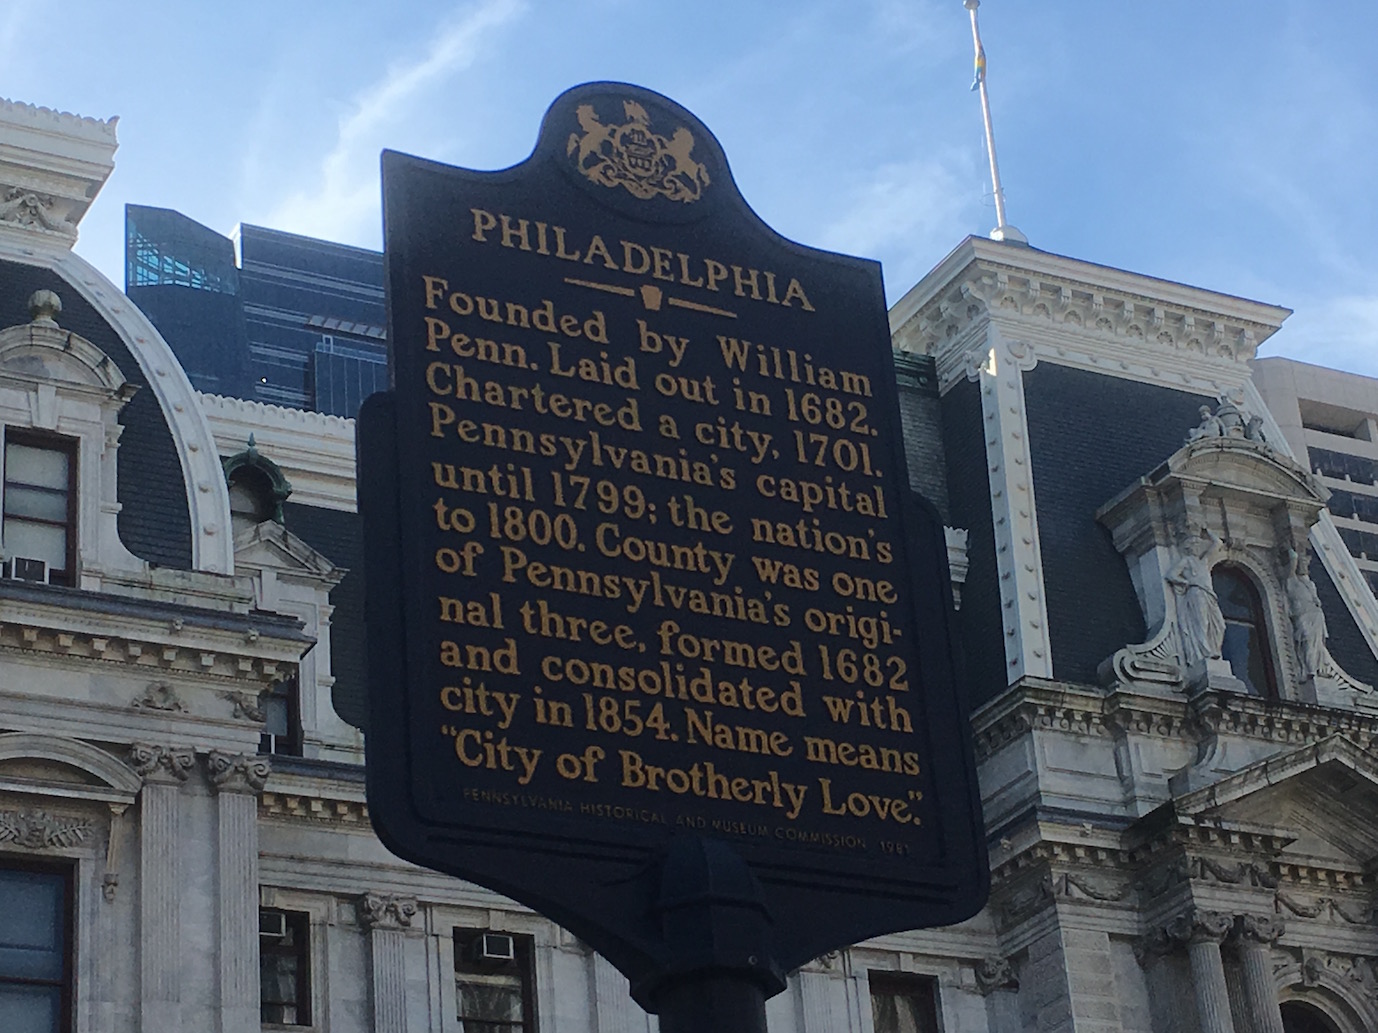 PHILADELPHIA
Founded by William
Penn. Laid out in 1682.
Chartered a city, 1701.
Pennsylvania's capital
until 1799; the nation's
to 1800. County was one
of Pennsylvania's origi-
nal three, formed 1682
and consolidated with
city in 1854. Name means
"City of Brotherly Love".
PENNSYLVANIA HISTORICAL AND MUSEUM COMMISSION 1981